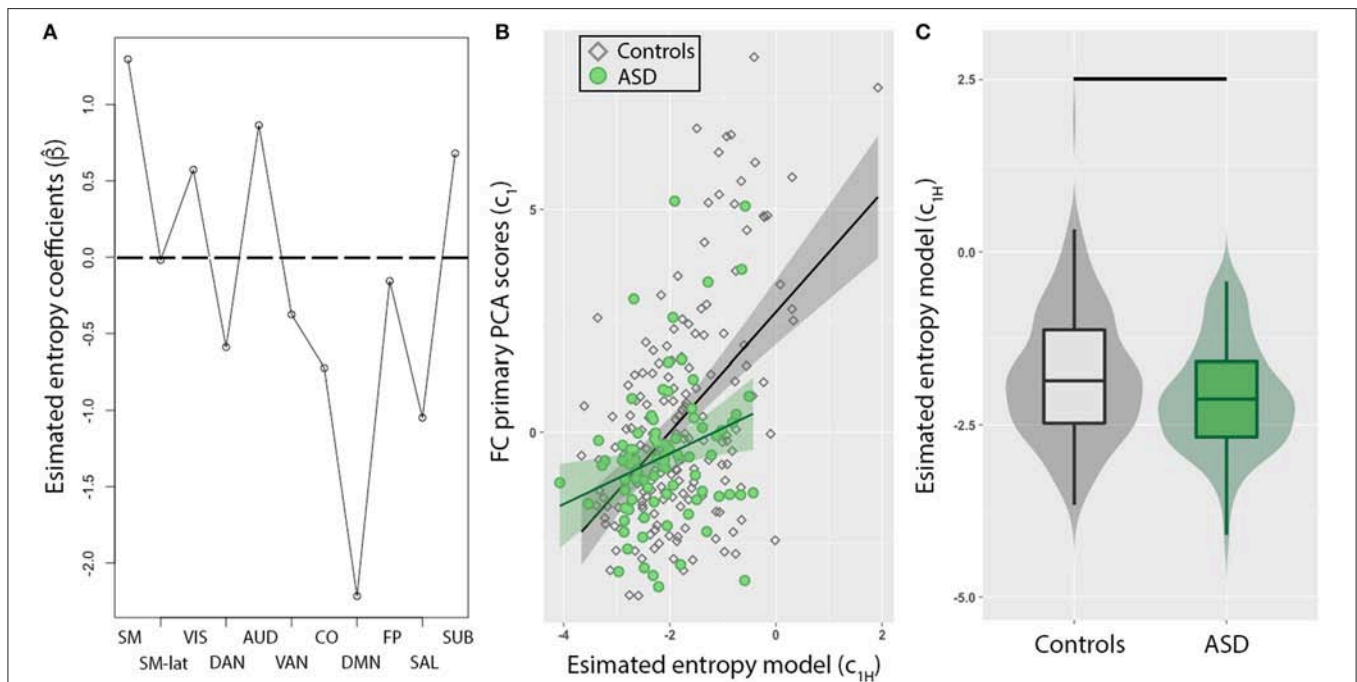 A
Esimated entropy coefficients (β̂)
1.0
0.5
0.0
-0.5
-1.0
-1.5
-2.0
SM
SM-lat
VIS
DAN
AUD
VAN
CO
DMN
FP
SAL
SUB
B
Controls
ASD
FC primary PCA scores (c1)
5
0
-4
-2
0
2
Esimated entropy model (c1H)
C
Esimated entropy model (c1H)
2.5
0.0
-2.5
-5.0
Controls
ASD